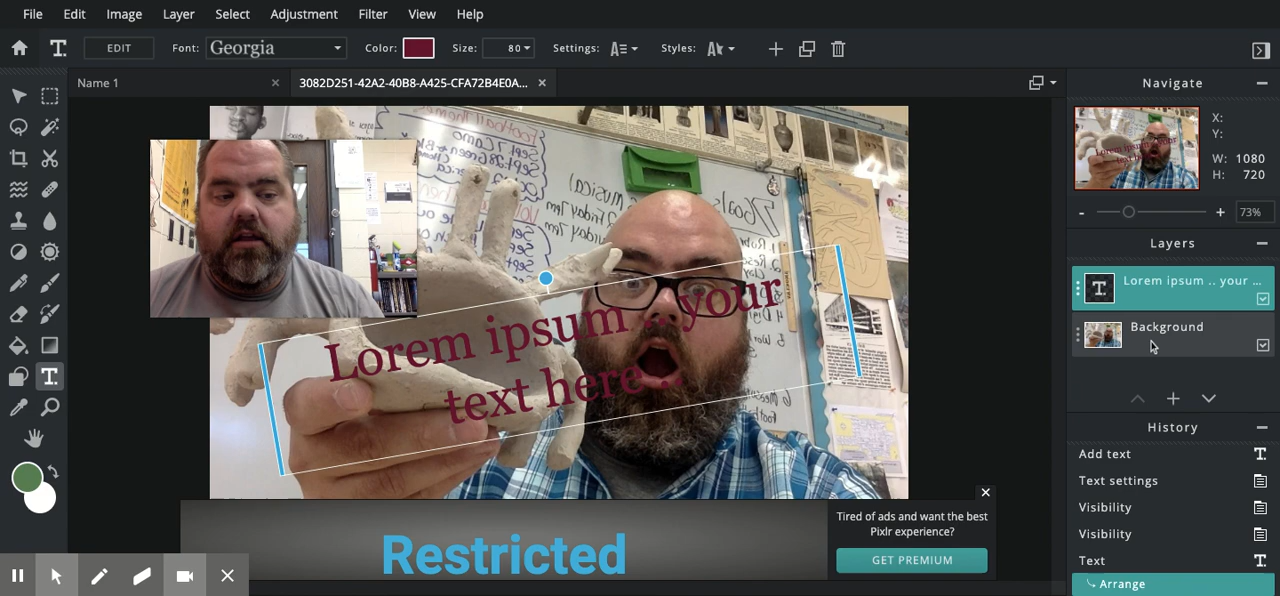 File Edit Image Layer Select Adjustment Filter View Help
EDIT Font: Georgia Color: Size: 80 Settings: Styles:
Name 1
3082D251-42A2-40B8-A425-CFA72B4E0A...
Navigate
X:
Y:
W: 1080
H: 720
73%
Layers
Lorem ipsum .. your ...
Background
History
Add text
Text settings
Visibility
Visibility
Text
Arrange
Lorem ipsum .. your
text here ..
Restricted
Tired of ads and want the best
Pixlr experience?
GET PREMIUM